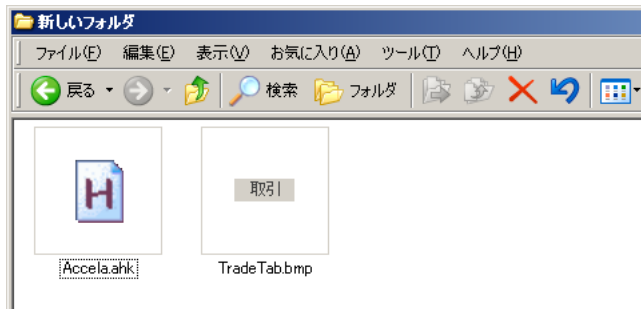 新しいフォルダ
ファイル(F) 編集(E) 表示(V) お気に入り(A) ツール(T) ヘルプ(H)
戻る 検索 フォルダ
H
取引
Accela.ahk TradeTab.bmp